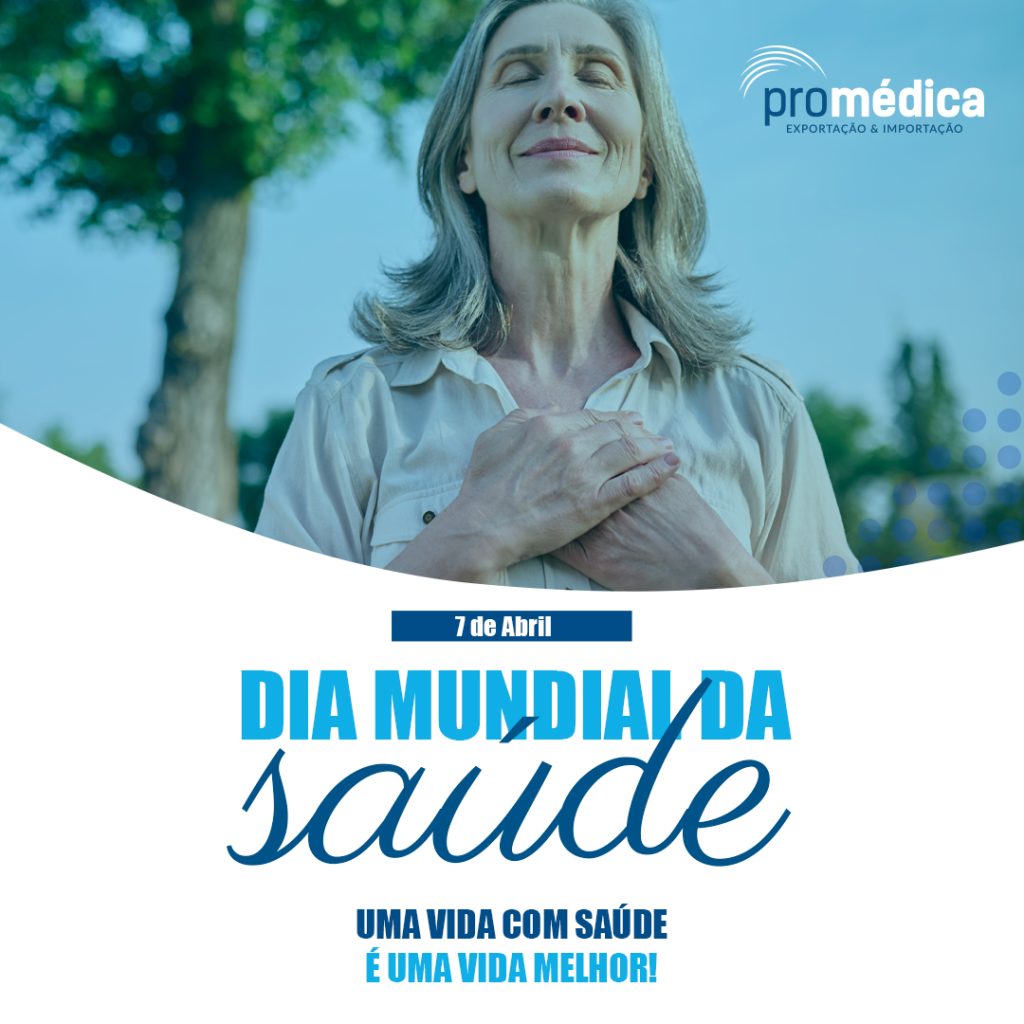 promédica
EXPORTAÇÃO & IMPORTAÇÃO
7 de Abril
DIA MUNDIAL DA
saúde
UMA VIDA COM SAÚDE
É UMA VIDA MELHOR!